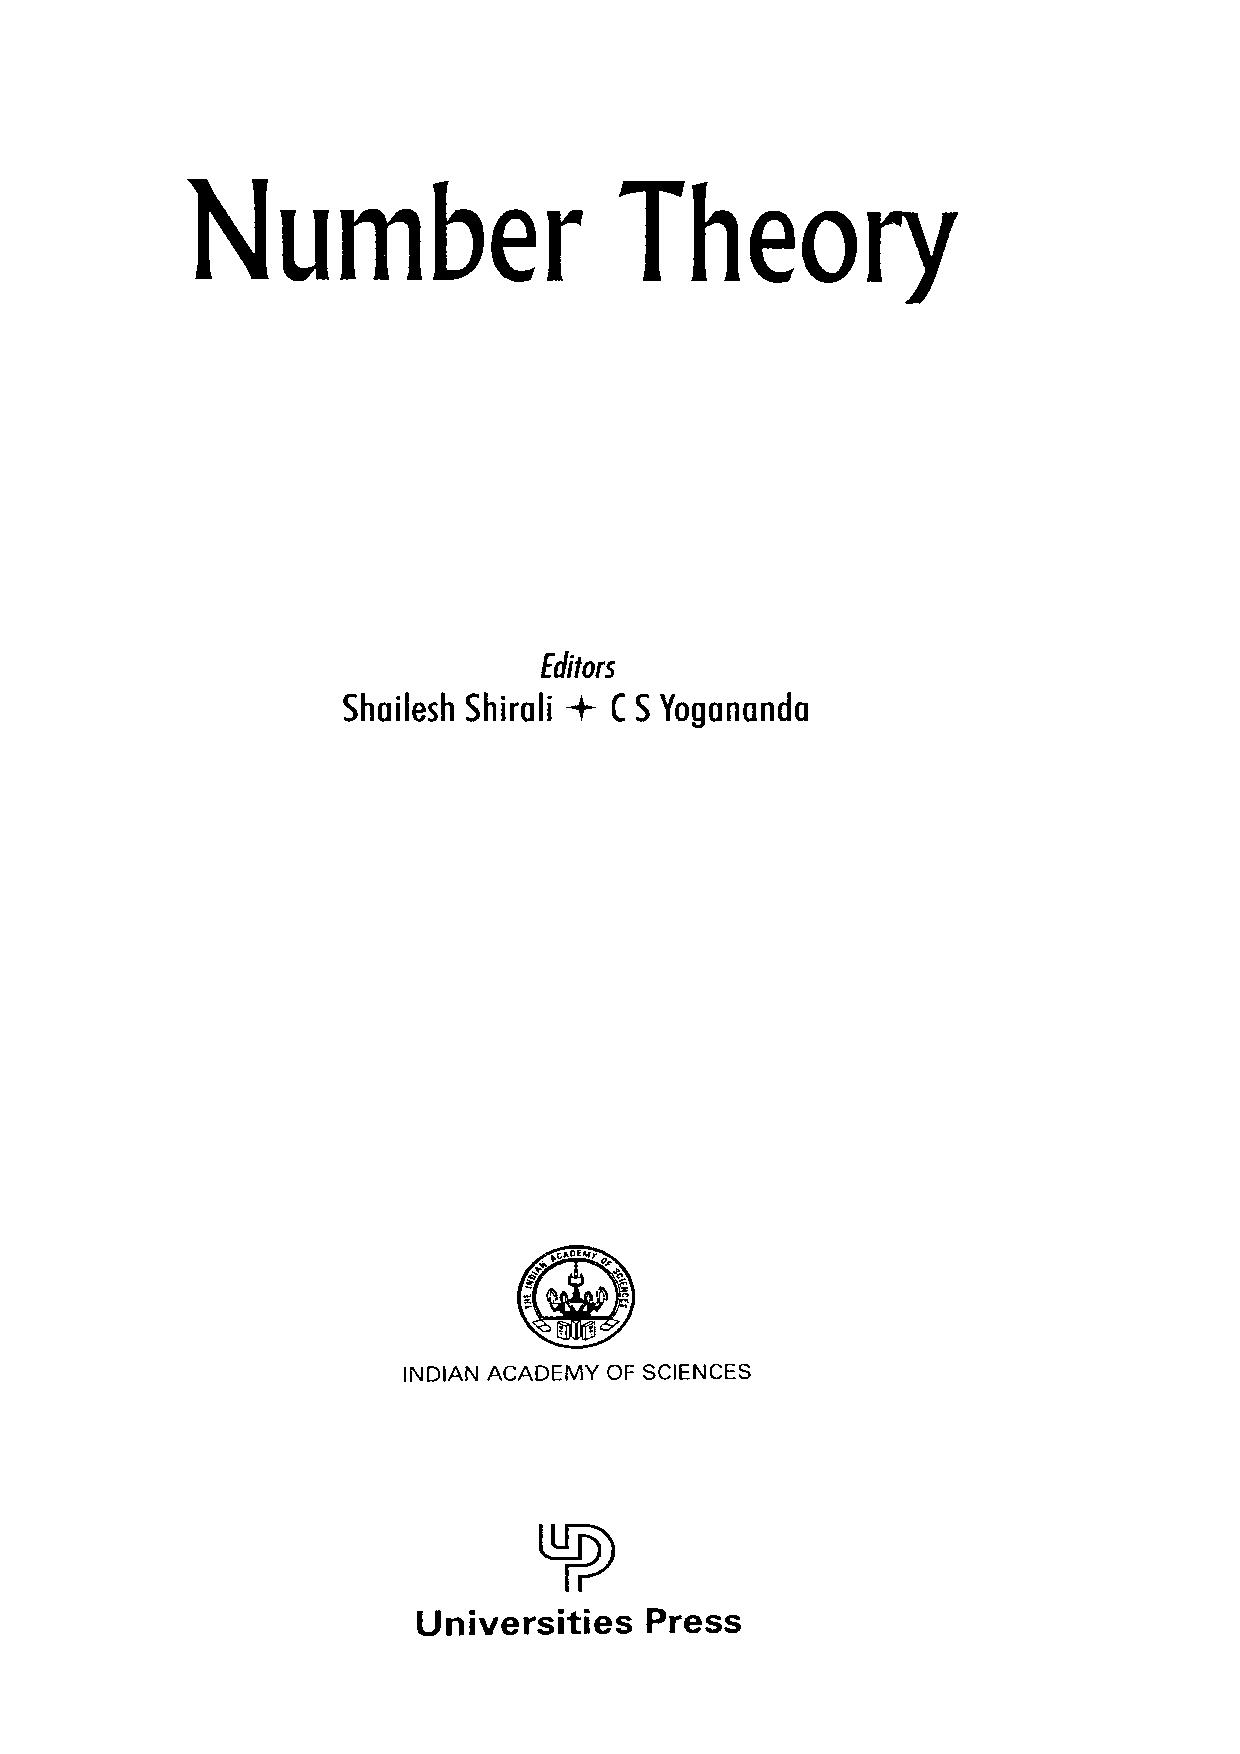 Number Theory
Editors
Shailesh Shirali + C S Yogananda
THE INDIAN ACADEMY OF SCIENCES
INDIAN ACADEMY OF SCIENCES
UP
Universities Press